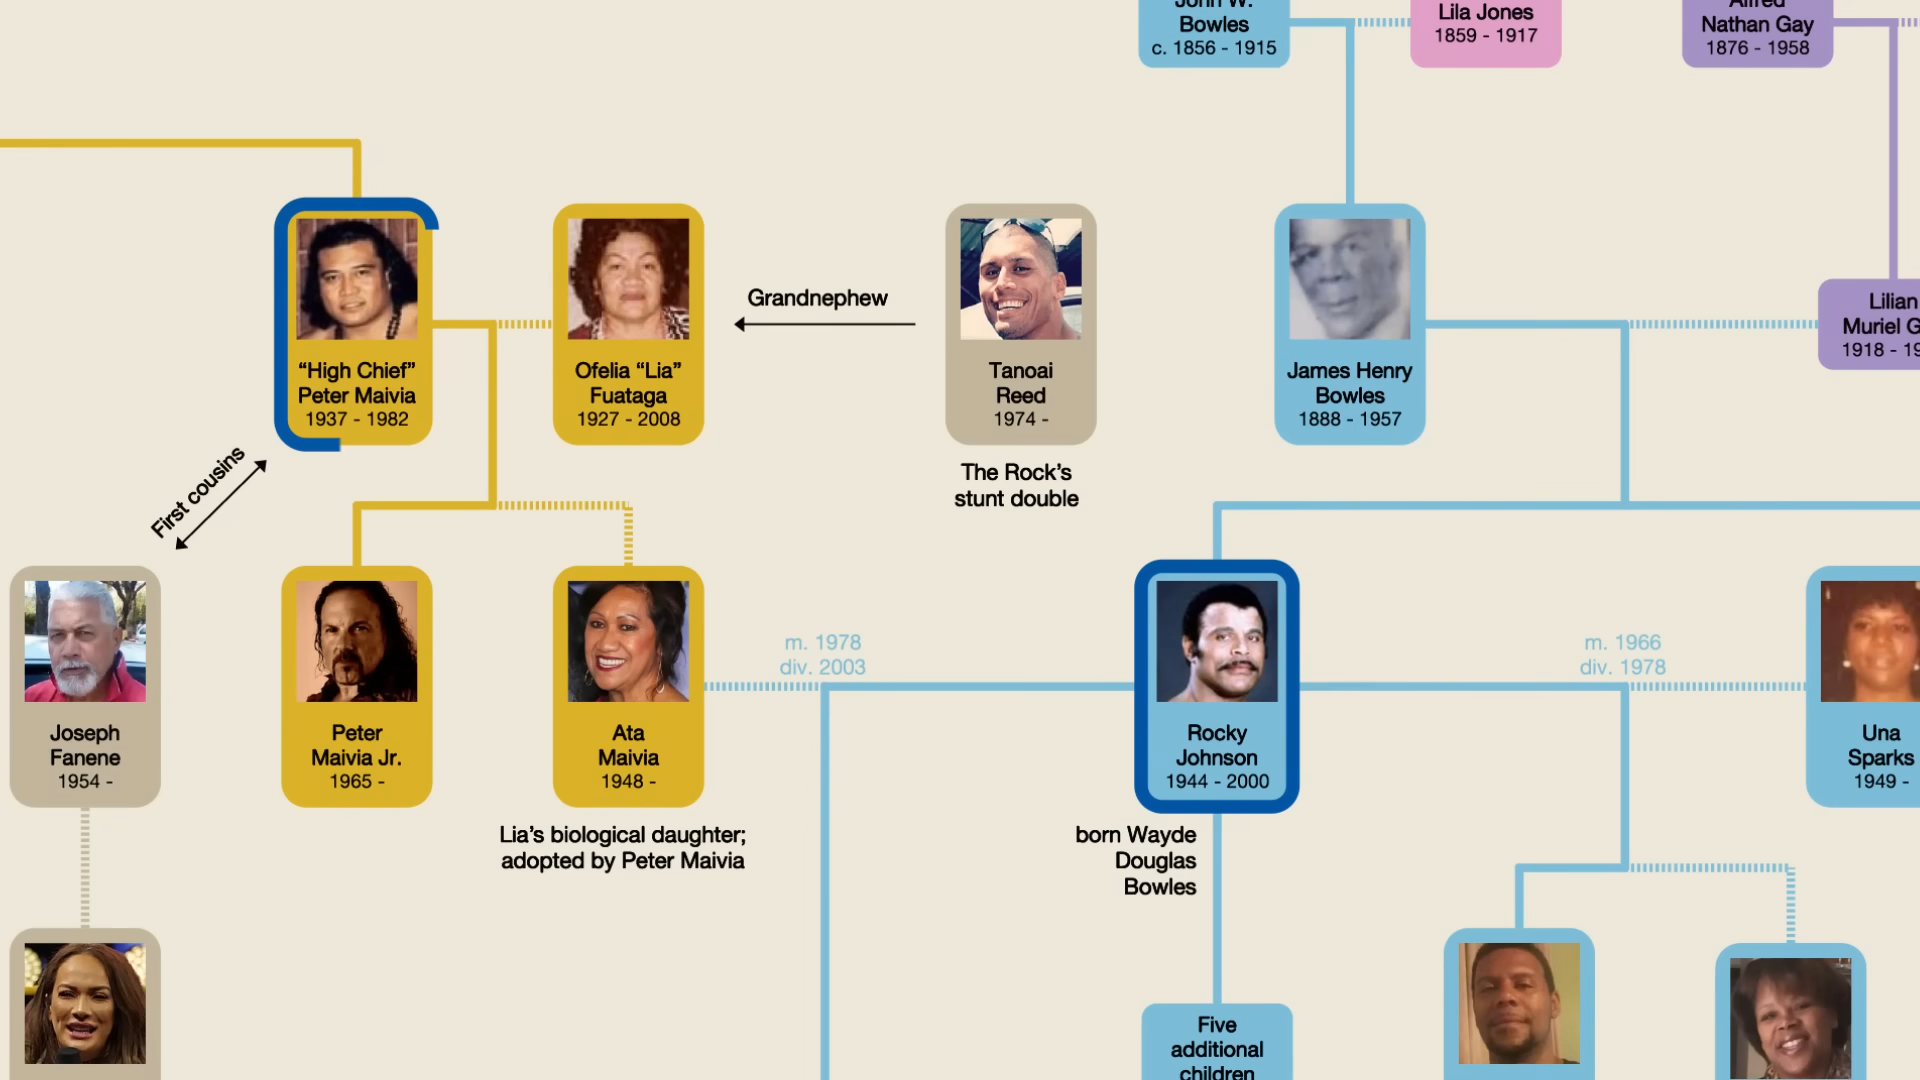 John W.
Bowles
c. 1856 - 1915
Lila Jones
1859 - 1917
Alfred
Nathan Gay
1876 - 1958
"High Chief"
Peter Maivia
1937 - 1982
Ofelia "Lia"
Fuataga
1927 - 2008
Grandnephew
Tanoai
Reed
1974 -
The Rock's
stunt double
James Henry
Bowles
1888 - 1957
Lilian
Muriel G
1918 - 19
First cousins
Joseph
Fanene
1954 -
Peter
Maivia Jr.
1965 -
Ata
Maivia
1948 -
Lia's biological daughter;
adopted by Peter Maivia
m. 1978
div. 2003
Rocky
Johnson
1944 - 2000
born Wayde
Douglas
Bowles
m. 1966
div. 1978
Una
Sparks
1949 -
Five
additional
children